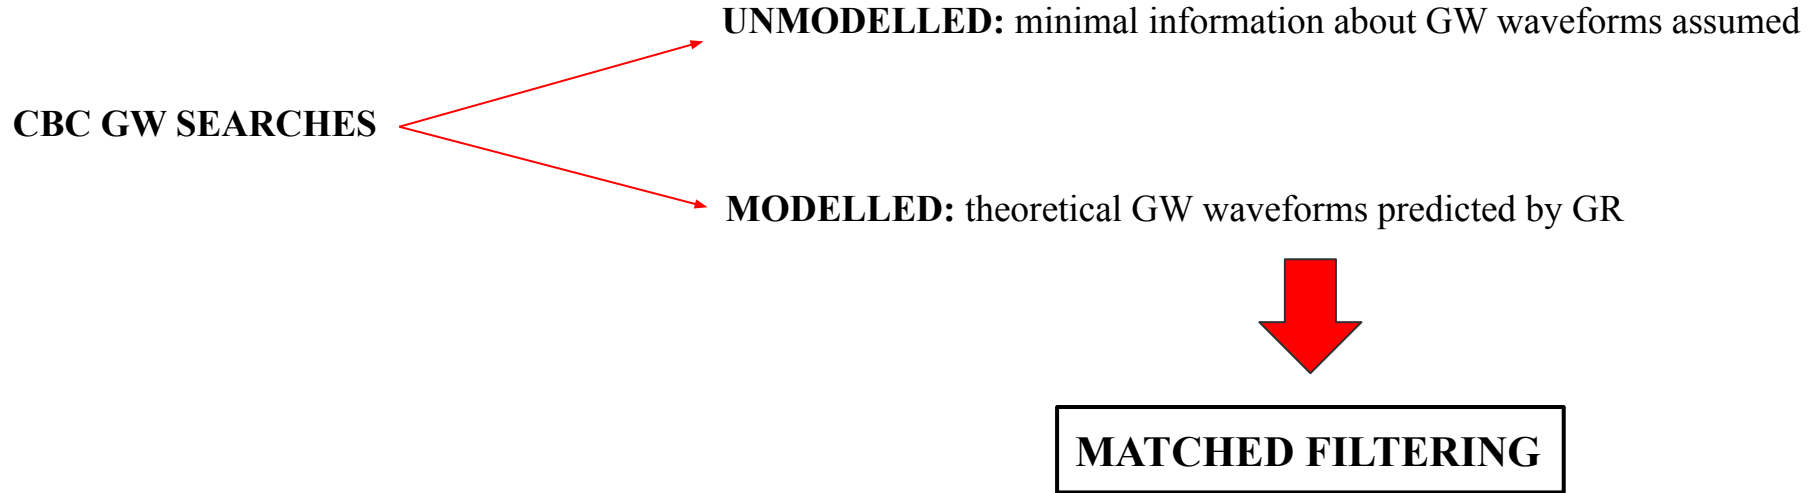 UNMODELLED: minimal information about GW waveforms assumed
CBC GW SEARCHES
MODELLED: theoretical GW waveforms predicted by GR
MATCHED FILTERING